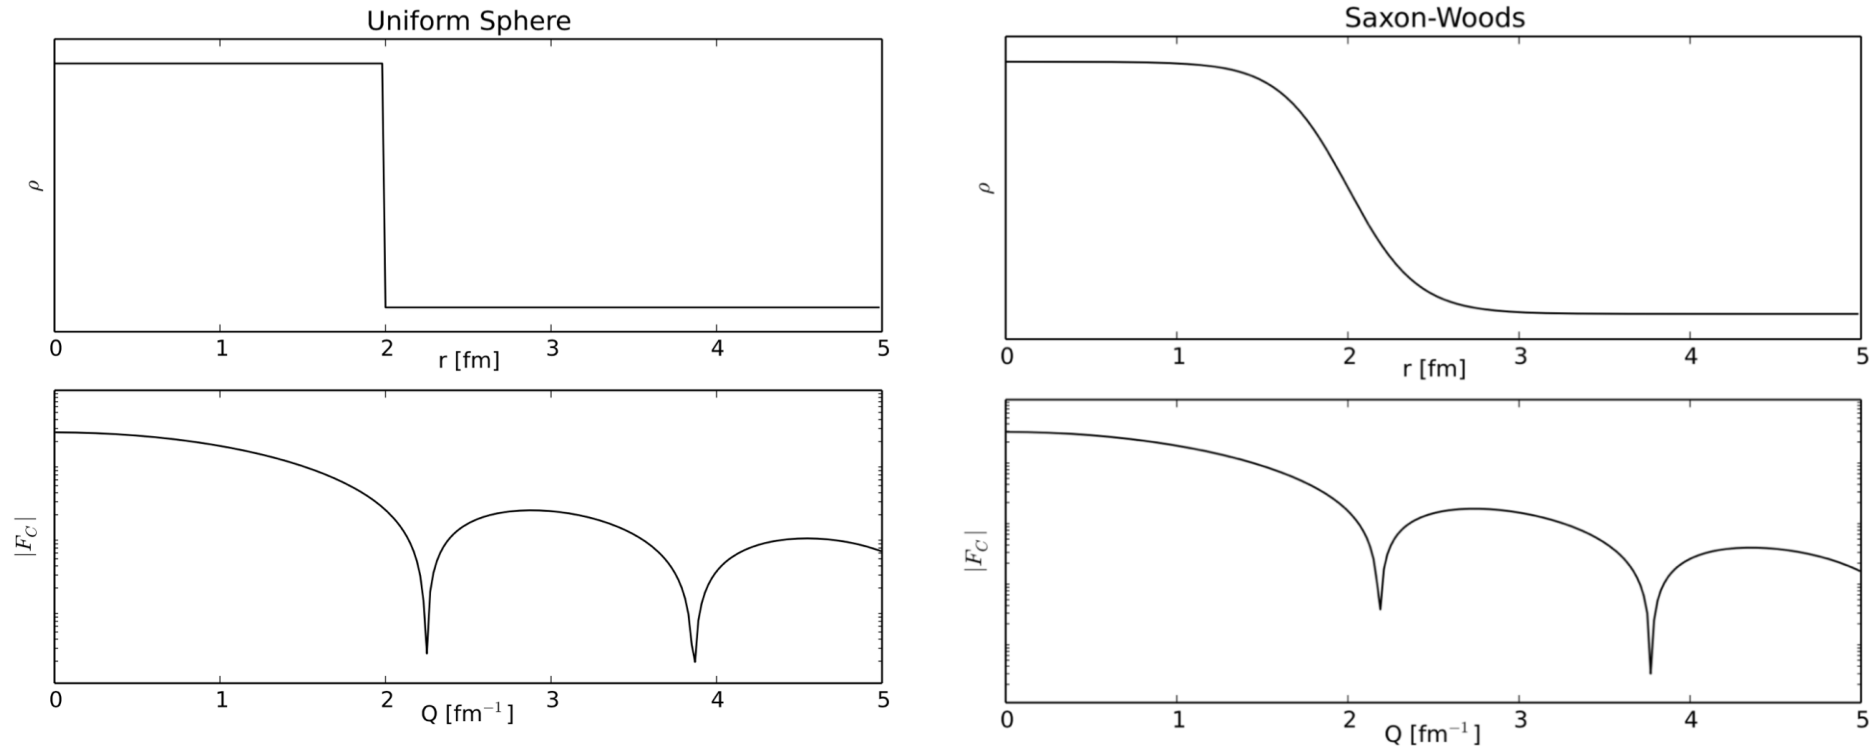 Uniform Sphere
ρ
0 1 2 3 4 5
r [fm]
|F_C|
0 1 2 3 4 5
Q [fm⁻¹]
Saxon-Woods
ρ
0 1 2 3 4 5
r [fm]
|F_C|
0 1 2 3 4 5
Q [fm⁻¹]